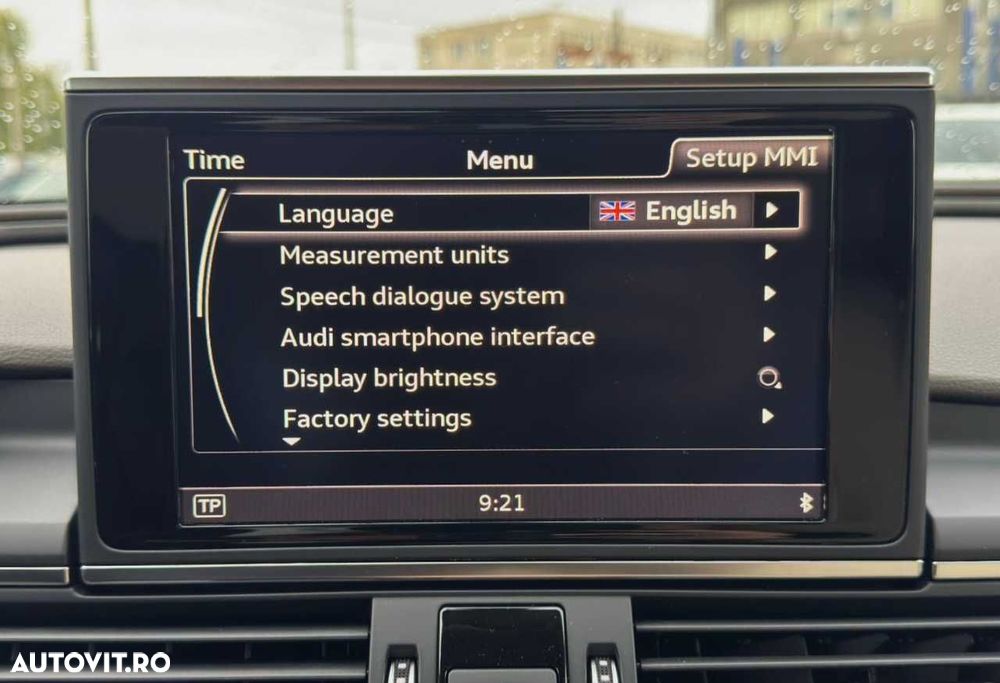 Time Menu Setup MMI
Language English
Measurement units
Speech dialogue system
Audi smartphone interface
Display brightness
Factory settings
TP 9:21
AUTOVIT.RO